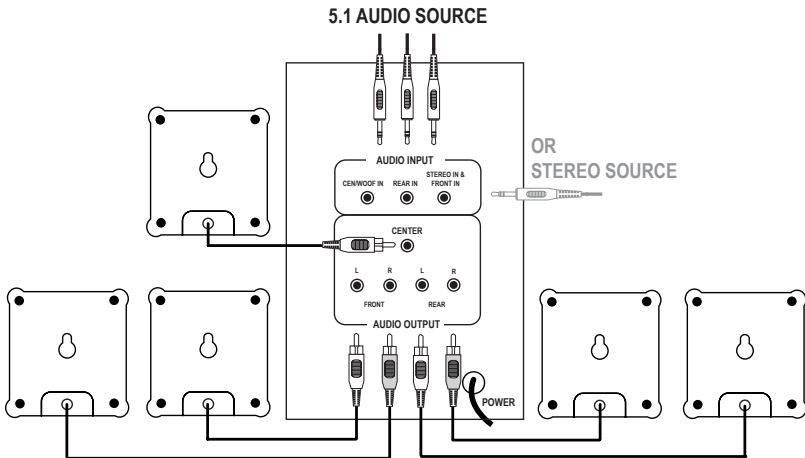 5.1 AUDIO SOURCE
OR
STEREO SOURCE
AUDIO INPUT
CEN/WOOF IN
REAR IN
STEREO IN &
FRONT IN
CENTER
L
R
L
R
FRONT
REAR
AUDIO OUTPUT
POWER